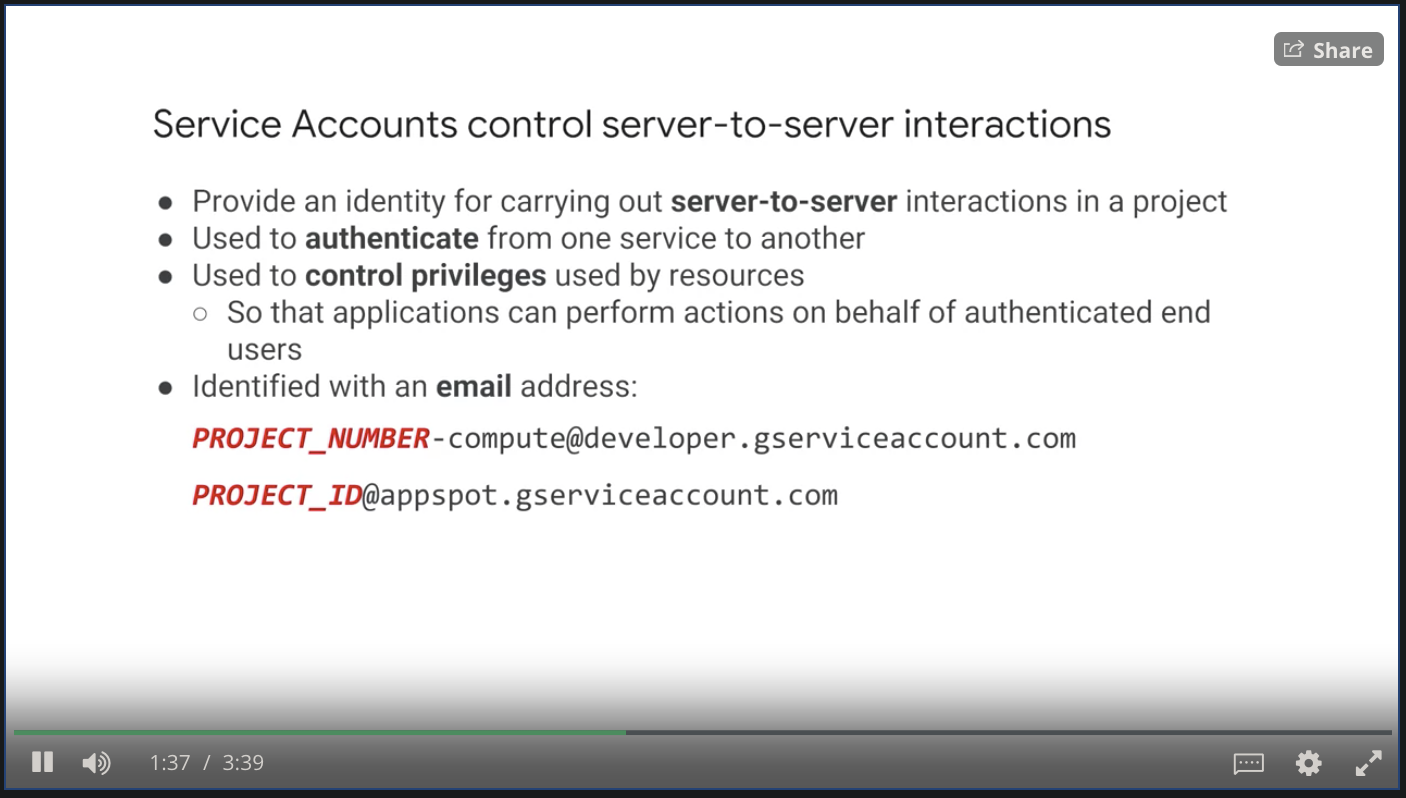 Share
Service Accounts control server-to-server interactions
● Provide an identity for carrying out server-to-server interactions in a project
● Used to authenticate from one service to another
● Used to control privileges used by resources
○ So that applications can perform actions on behalf of authenticated end
users
● Identified with an email address:
PROJECT_NUMBER-compute@developer.gserviceaccount.com
PROJECT_ID@appspot.gserviceaccount.com
1:37 / 3:39